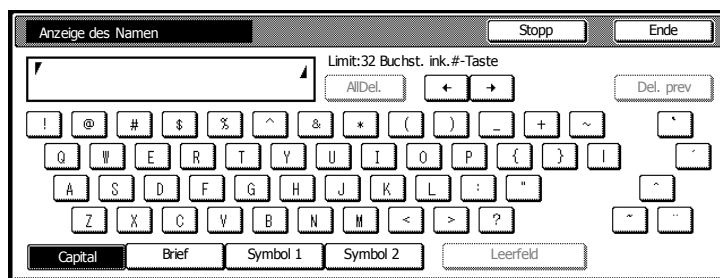 Anzeige des Namen Stopp Ende
Limit:32 Buchst. ink.#-Taste
AllDel. ← → Del. prev
! @ # $ % ^ & * ( ) _ + ~ `
Q W E R T Y U I O P { } | ´
A S D F G H J K L : " ^
Z X C V B N M < > ? ~ ¨
Capital Brief Symbol 1 Symbol 2 Leerfeld